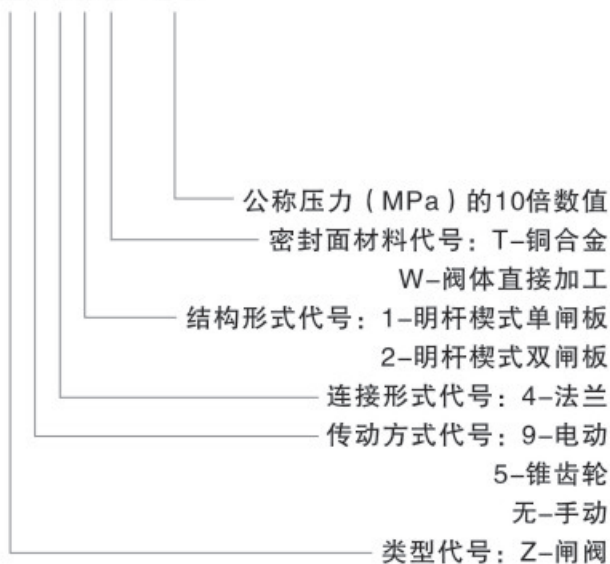 公称压力（MPa）的10倍数值
密封面材料代号：T–铜合金
W–阀体直接加工
结构形式代号：1–明杆楔式单闸板
2–明杆楔式双闸板
连接形式代号：4–法兰
传动方式代号：9–电动
5–锥齿轮
无–手动
类型代号：Z–闸阀